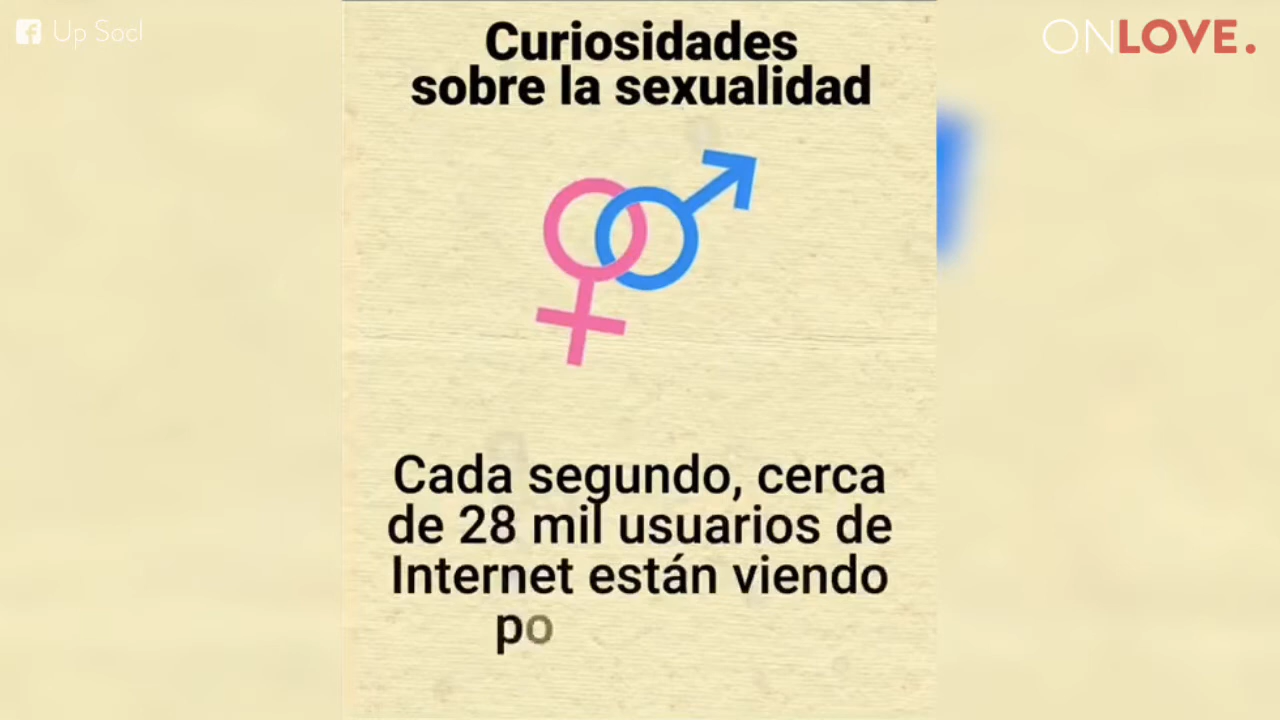 Up Socl
ONLOVE.
Curiosidades
sobre la sexualidad
Cada segundo, cerca
de 28 mil usuarios de
Internet están viendo
po